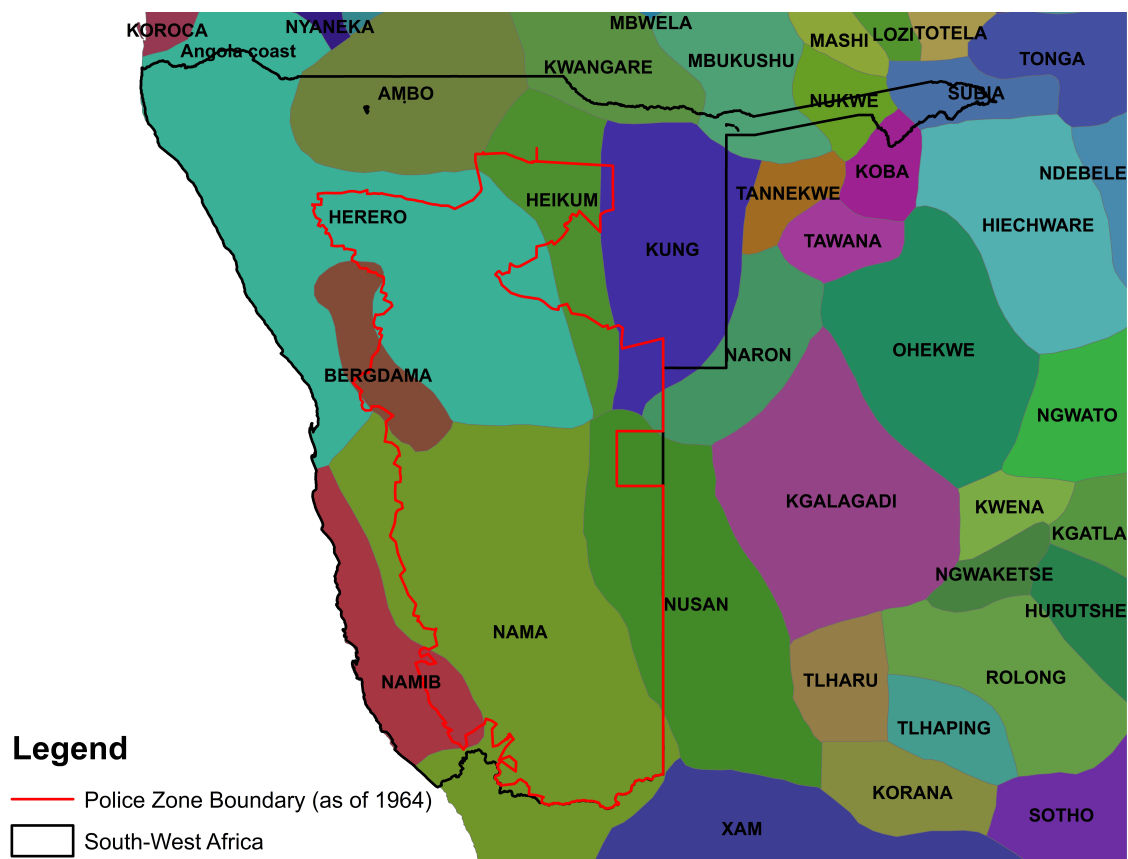 KOROCA
NYANEKA
MBWELA
Angola coast
MASHI
LOZI
TOTELA
KWANGARE
MBUKUSHU
TONGA
AMBO
NUKWE
SUBIA
KOBA
NDEBELE
TANNEKWE
HEIKUM
HERERO
HIECHWARE
KUNG
TAWANA
NARON
OHEKWE
BERGDAMA
NGWATO
KGALAGADI
KWENA
KGATLA
NGWAKETSE
NUSAN
HURUTSHE
NAMA
NAMIB
TLHARU
ROLONG
TLHAPING
Legend
KORANA
Police Zone Boundary (as of 1964)
SOTHO
XAM
South-West Africa